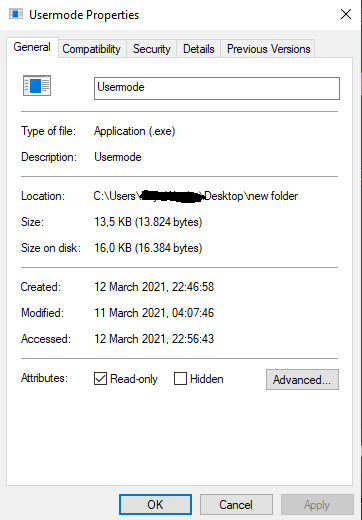 Usermode Properties
General Compatibility Security Details Previous Versions
Usermode
Type of file: Application (.exe)
Description: Usermode
Location: C:\Users\ \Desktop\new folder
Size: 13,5 KB (13.824 bytes)
Size on disk: 16,0 KB (16.384 bytes)
Created: 12 March 2021, 22:46:58
Modified: 11 March 2021, 04:07:46
Accessed: 12 March 2021, 22:56:43
Attributes: Read-only Hidden Advanced...
OK Cancel Apply